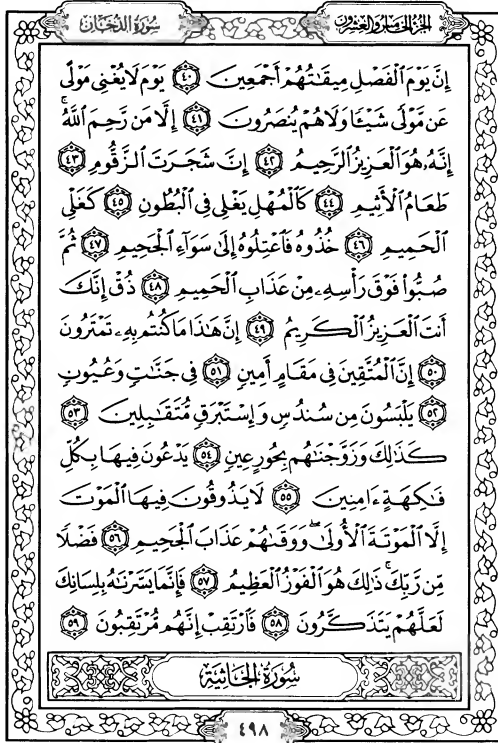 الجزء الخامس والعشرون
سورة الدخان
إِنَّ يَوْمَ ٱلْفَصْلِ مِيقَٰتُهُمْ أَجْمَعِينَ ٤٠ يَوْمَ لَا يُغْنِى مَوْلًى
عَن مَّوْلًى شَيْـًٔا وَلَا هُمْ يُنصَرُونَ ٤١ إِلَّا مَن رَّحِمَ ٱللَّهُ ۚ
إِنَّهُۥ هُوَ ٱلْعَزِيزُ ٱلرَّحِيمُ ٤٢ إِنَّ شَجَرَتَ ٱلزَّقُّومِ ٤٣
طَعَامُ ٱلْأَثِيمِ ٤٤ كَٱلْمُهْلِ يَغْلِى فِى ٱلْبُطُونِ ٤٥ كَغَلْىِ
ٱلْحَمِيمِ ٤٦ خُذُوهُ فَٱعْتِلُوهُ إِلَىٰ سَوَآءِ ٱلْجَحِيمِ ٤٧ ثُمَّ
صُبُّوا۟ فَوْقَ رَأْسِهِۦ مِنْ عَذَابِ ٱلْحَمِيمِ ٤٨ ذُقْ إِنَّكَ
أَنتَ ٱلْعَزِيزُ ٱلْكَرِيمُ ٤٩ إِنَّ هَٰذَا مَا كُنتُم بِهِۦ تَمْتَرُونَ
٥٠ إِنَّ ٱلْمُتَّقِينَ فِى مَقَامٍ أَمِينٍ ٥١ فِى جَنَّٰتٍ وَعُيُونٍ
٥٢ يَلْبَسُونَ مِن سُندُسٍ وَإِسْتَبْرَقٍ مُّتَقَٰبِلِينَ ٥٣
كَذَٰلِكَ وَزَوَّجْنَٰهُم بِحُورٍ عِينٍ ٥٤ يَدْعُونَ فِيهَا بِكُلِّ
فَٰكِهَةٍ ءَامِنِينَ ٥٥ لَا يَذُوقُونَ فِيهَا ٱلْمَوْتَ
إِلَّا ٱلْمَوْتَةَ ٱلْأُولَىٰ ۖ وَوَقَىٰهُمْ عَذَابَ ٱلْجَحِيمِ ٥٦ فَضْلًا
مِّن رَّبِّكَ ۚ ذَٰلِكَ هُوَ ٱلْفَوْزُ ٱلْعَظِيمُ ٥٧ فَإِنَّمَا يَسَّرْنَٰهُ بِلِسَانِكَ
لَعَلَّهُمْ يَتَذَكَّرُونَ ٥٨ فَٱرْتَقِبْ إِنَّهُم مُّرْتَقِبُونَ ٥٩
سورة الجاثية
٤٩٨